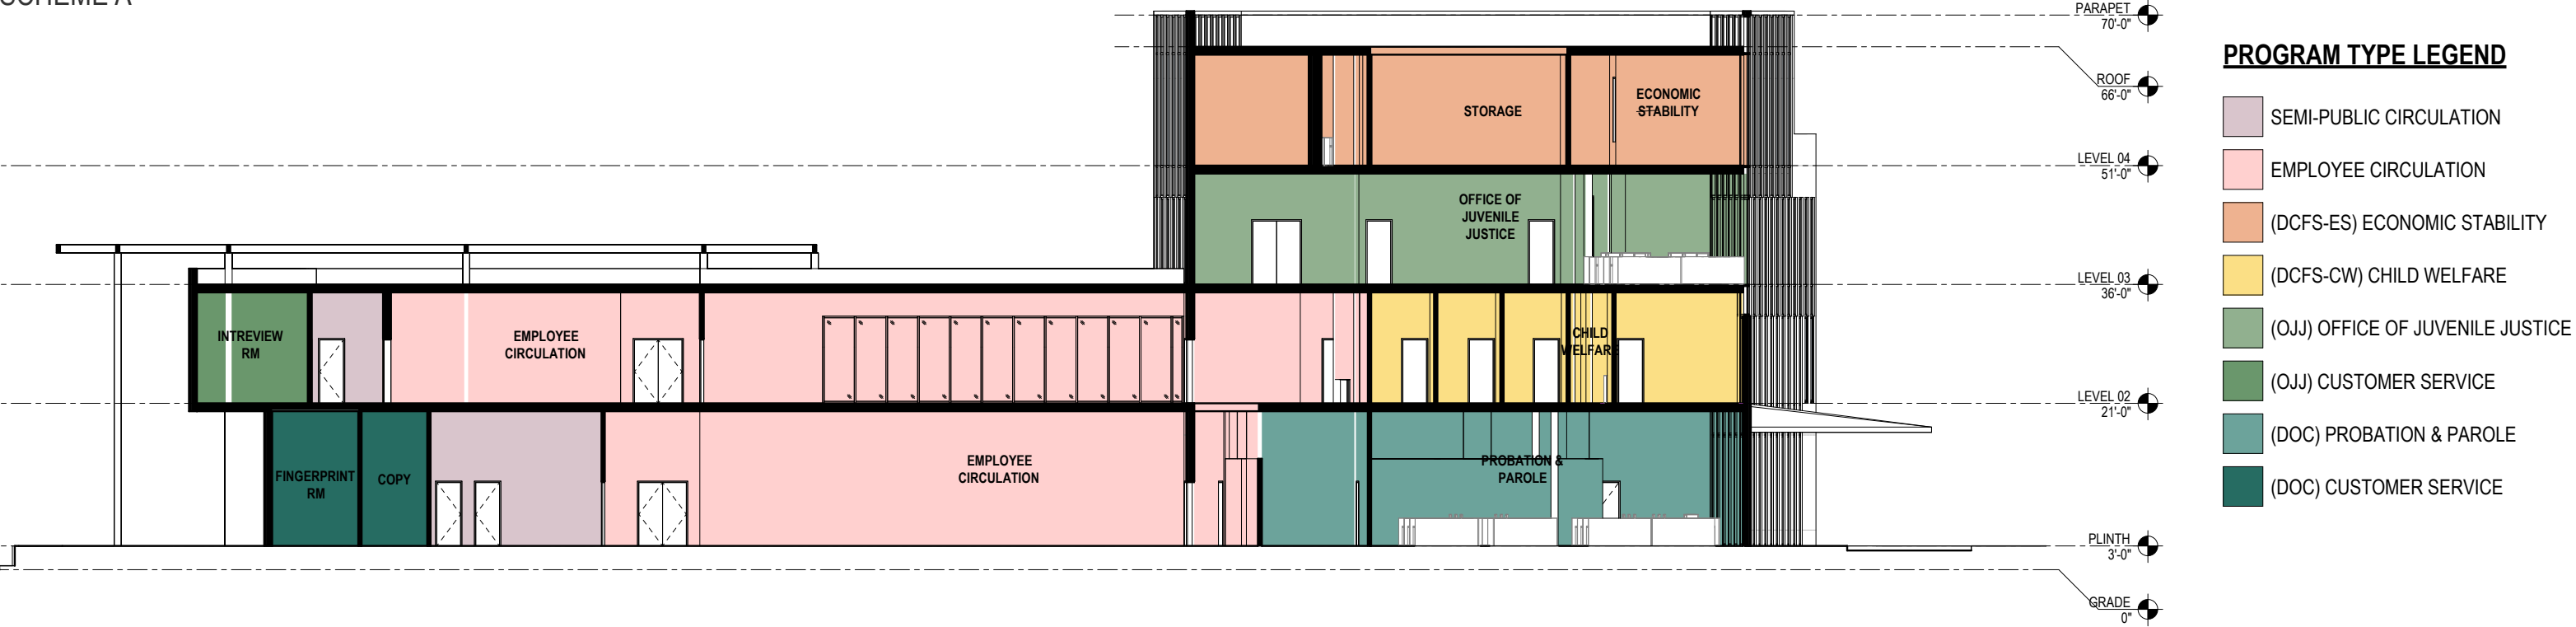 SCHEME A
PARAPET
70'-0"
ROOF
66'-0"
LEVEL 04
51'-0"
LEVEL 03
36'-0"
LEVEL 02
21'-0"
PLINTH
3'-0"
GRADE
0"
STORAGE
ECONOMIC
STABILITY
OFFICE OF
JUVENILE
JUSTICE
INTREVIEW
RM
EMPLOYEE
CIRCULATION
CHILD
WELFARE
FINGERPRINT
RM
COPY
EMPLOYEE
CIRCULATION
PROBATION &
PAROLE
PROGRAM TYPE LEGEND
SEMI-PUBLIC CIRCULATION
EMPLOYEE CIRCULATION
(DCFS-ES) ECONOMIC STABILITY
(DCFS-CW) CHILD WELFARE
(OJJ) OFFICE OF JUVENILE JUSTICE
(OJJ) CUSTOMER SERVICE
(DOC) PROBATION & PAROLE
(DOC) CUSTOMER SERVICE